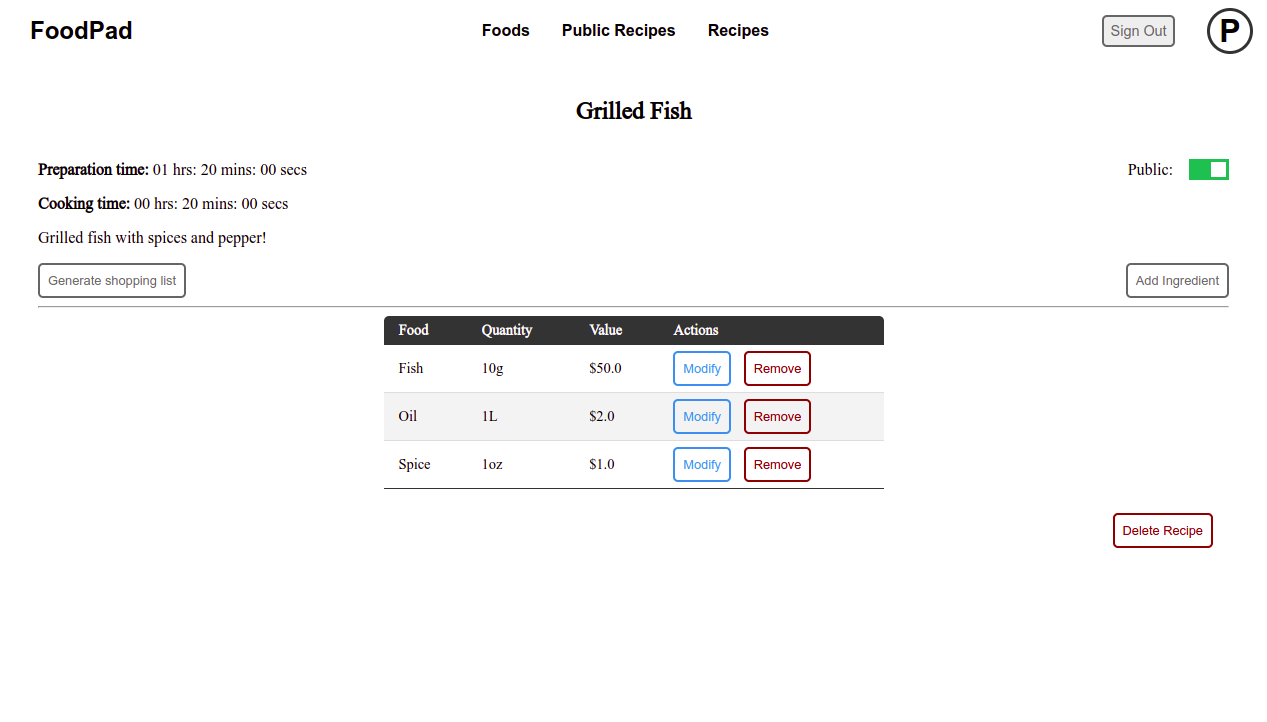 FoodPad Foods Public Recipes Recipes Sign Out P
Grilled Fish
Preparation time: 01 hrs: 20 mins: 00 secs Public:
Cooking time: 00 hrs: 20 mins: 00 secs
Grilled fish with spices and pepper!
Generate shopping list Add Ingredient
Food Quantity Value Actions
Fish 10g $50.0 Modify Remove
Oil 1L $2.0 Modify Remove
Spice 1oz $1.0 Modify Remove
Delete Recipe